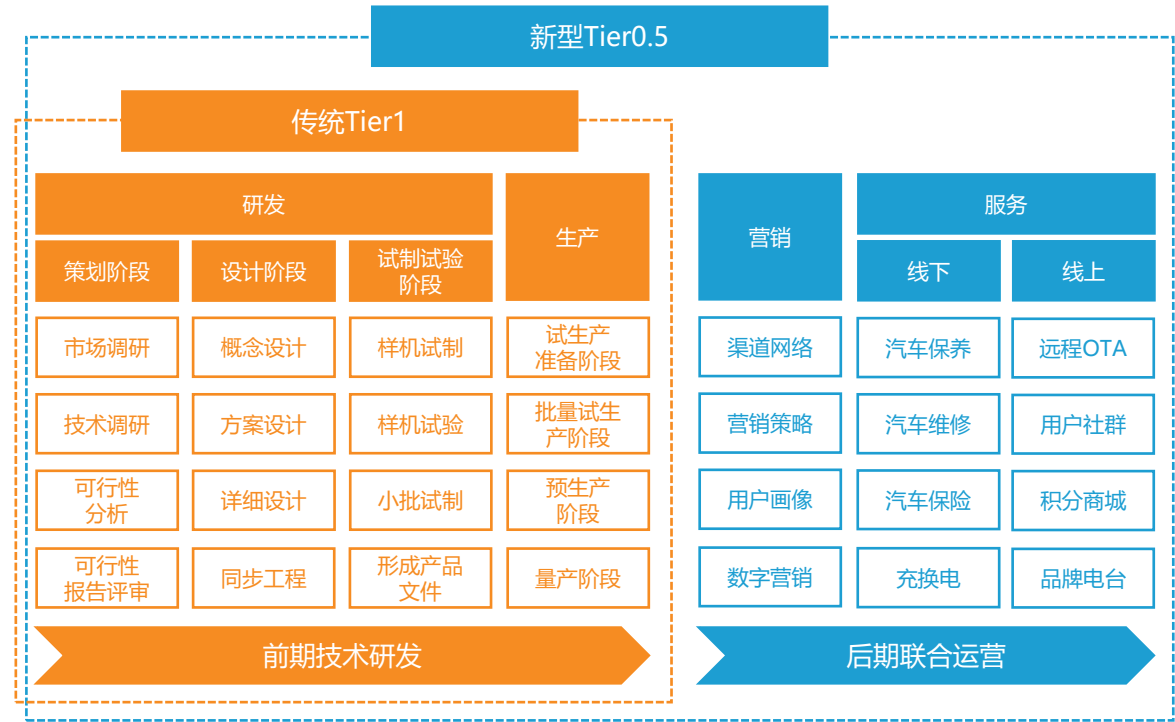 新型Tier0.5
传统Tier1
研发
生产
策划阶段
设计阶段
试制试验
阶段
市场调研
概念设计
样机试制
试生产
准备阶段
技术调研
方案设计
样机试验
批量试生
产阶段
可行性
分析
详细设计
小批试制
预生产
阶段
可行性
报告评审
同步工程
形成产品
文件
量产阶段
前期技术研发
营销
服务
线下
线上
渠道网络
汽车保养
远程OTA
营销策略
汽车维修
用户社群
用户画像
汽车保险
积分商城
数字营销
充换电
品牌电台
后期联合运营